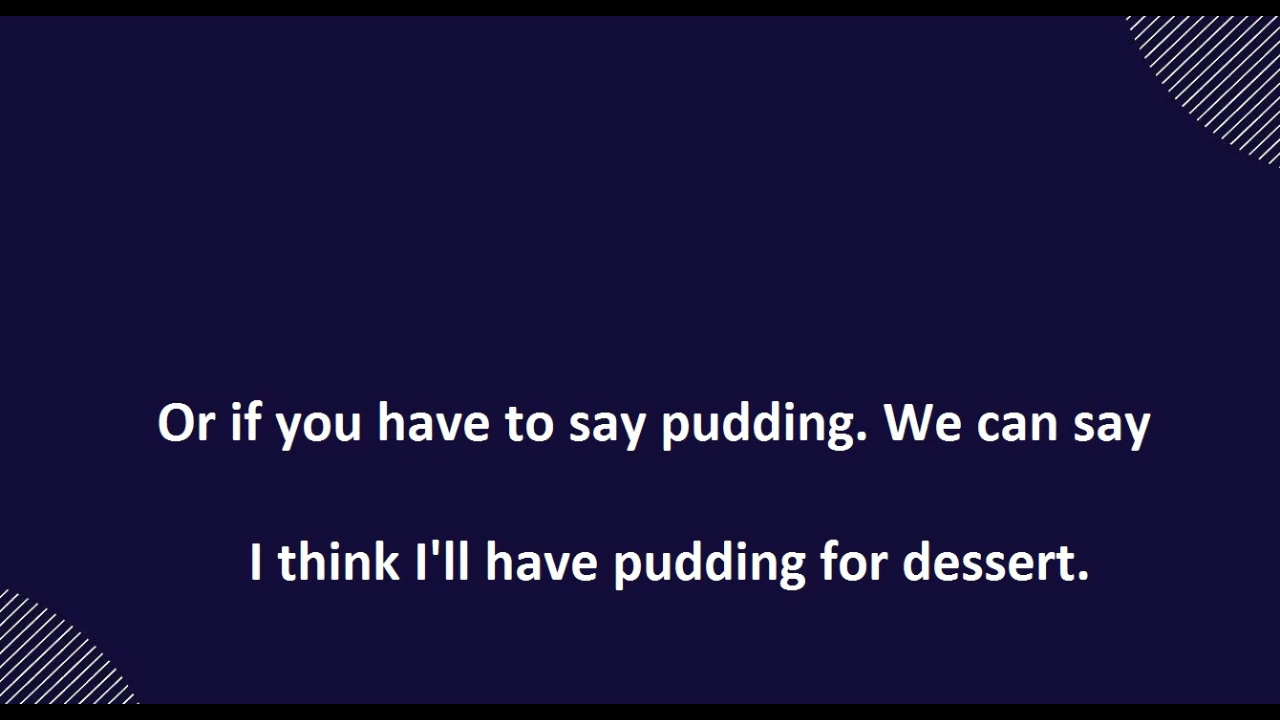 Or if you have to say pudding. We can say
I think I'll have pudding for dessert.